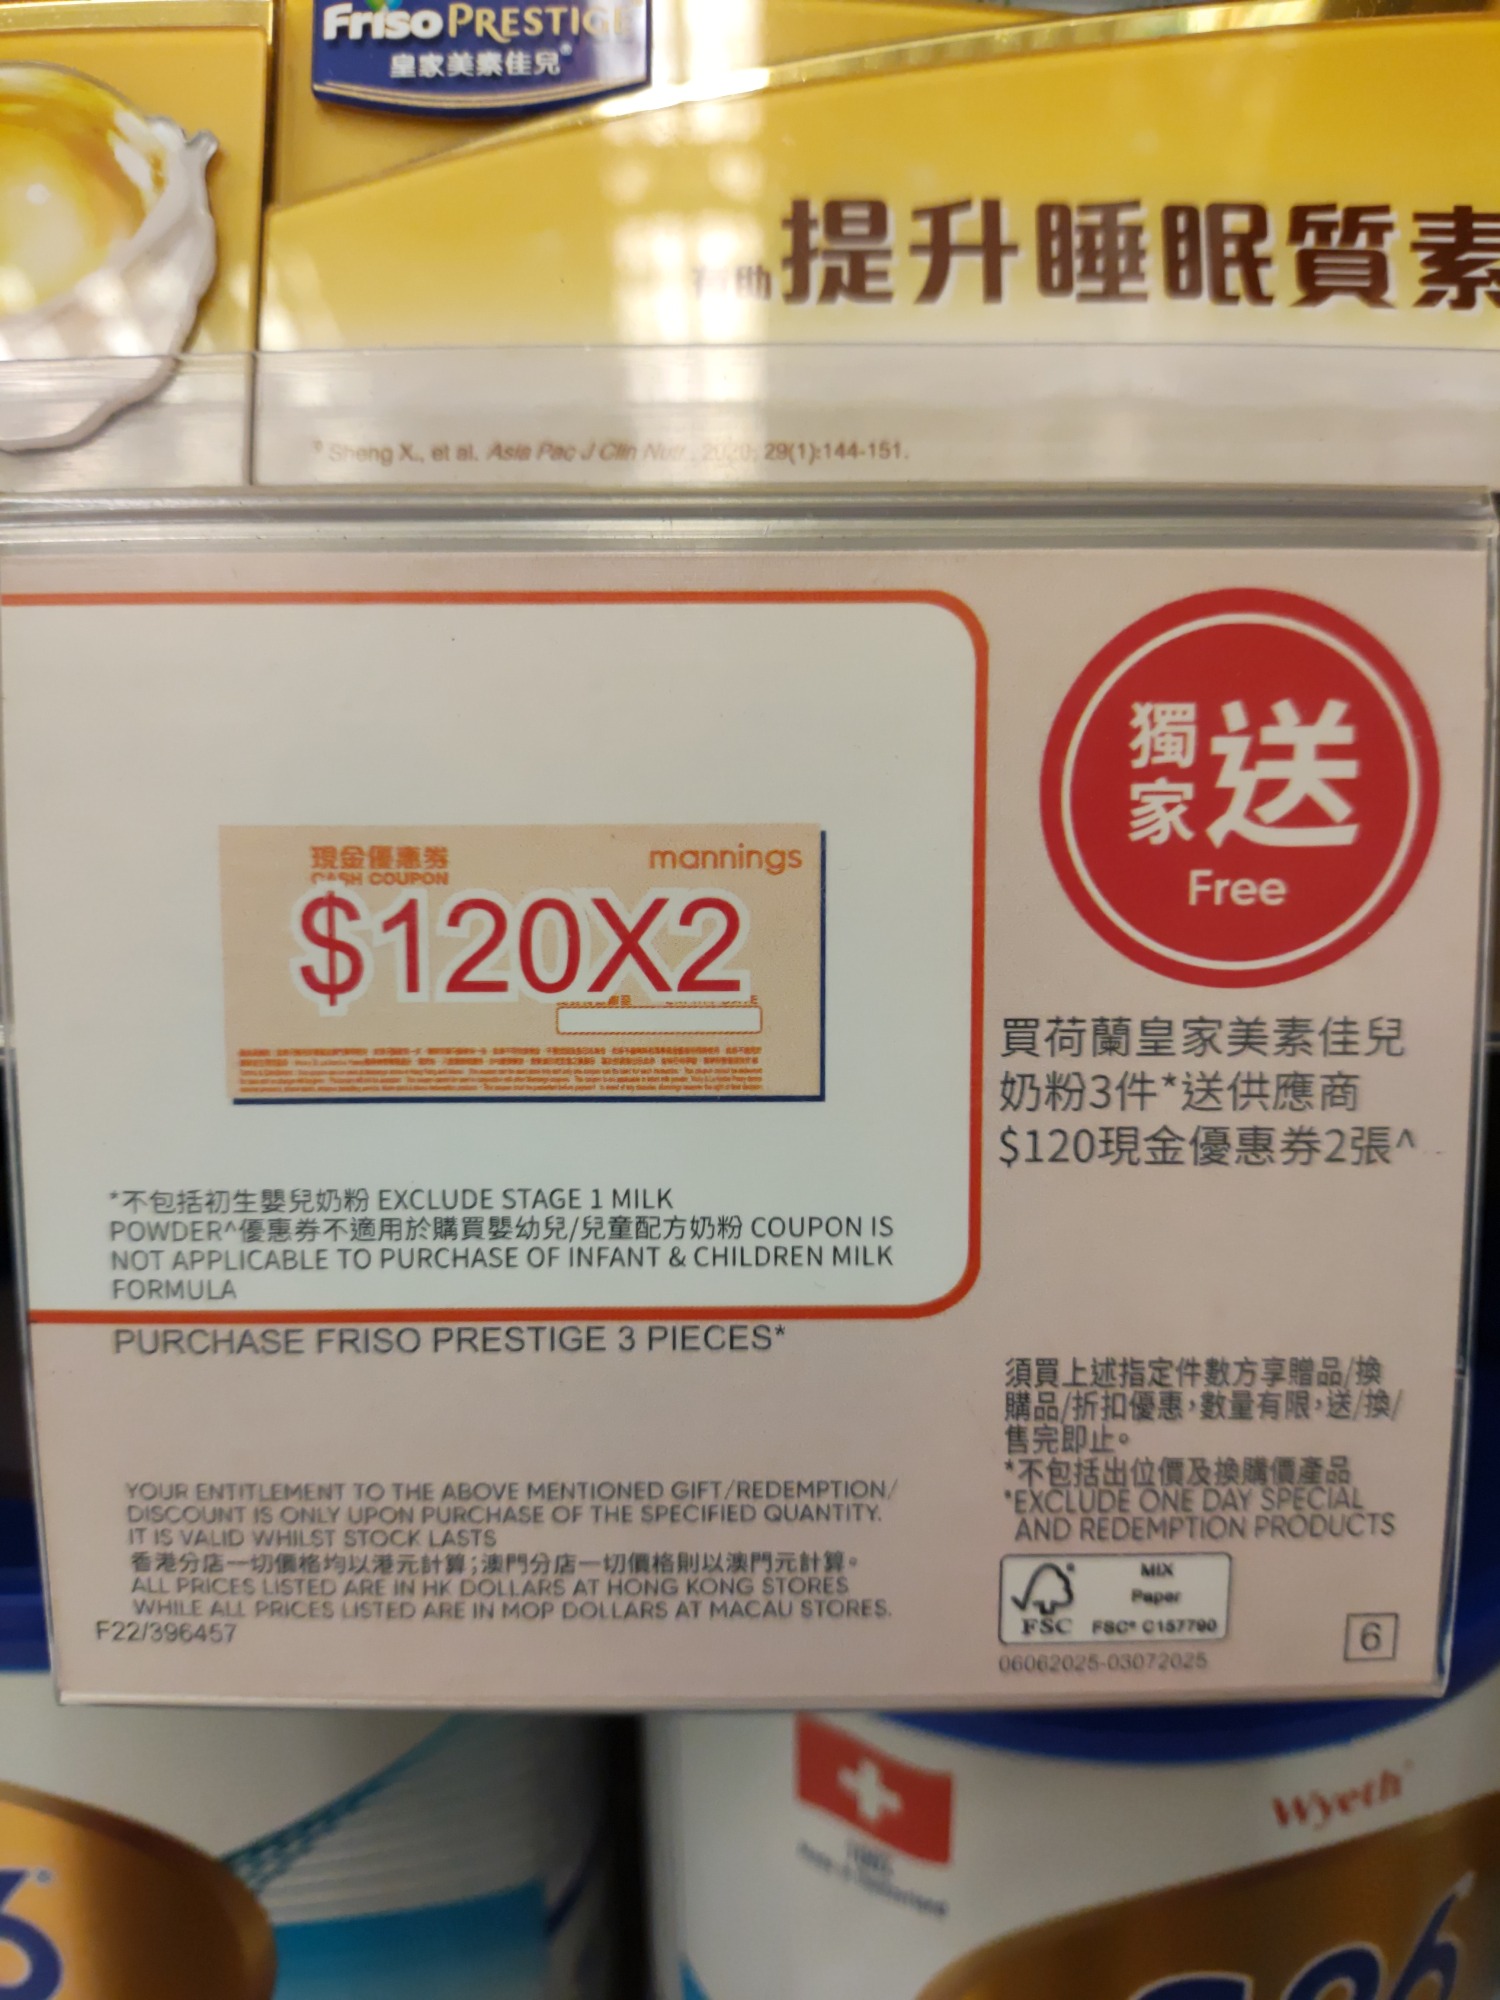 Friso PRESTIGE
皇家美素佳兒®
有助提升睡眠質素
Sheng X., et al. Asia Pac J Clin Nutr. 2020; 29(1):144-151.
獨家送
Free
現金優惠券
CASH COUPON
mannings
$120X2
買荷蘭皇家美素佳兒
奶粉3件*送供應商
$120現金優惠券2張^
*不包括初生嬰兒奶粉 EXCLUDE STAGE 1 MILK
POWDER^優惠券不適用於購買嬰幼兒/兒童配方奶粉 COUPON IS
NOT APPLICABLE TO PURCHASE OF INFANT & CHILDREN MILK
FORMULA
PURCHASE FRISO PRESTIGE 3 PIECES*
須買上述指定件數方享贈品/換
購品/折扣優惠，數量有限，送/換/
售完即止。
*不包括出位價及換購價產品
*EXCLUDE ONE DAY SPECIAL
AND REDEMPTION PRODUCTS
YOUR ENTITLEMENT TO THE ABOVE MENTIONED GIFT/REDEMPTION/
DISCOUNT IS ONLY UPON PURCHASE OF THE SPECIFIED QUANTITY.
IT IS VALID WHILST STOCK LASTS
香港分店一切價格均以港元計算；澳門分店一切價格則以澳門元計算。
ALL PRICES LISTED ARE IN HK DOLLARS AT HONG KONG STORES
WHILE ALL PRICES LISTED ARE IN MOP DOLLARS AT MACAU STORES.
F22/396457
FSC
MIX
Paper
FSC® C157790
06062025-03072025
6
Wyeth